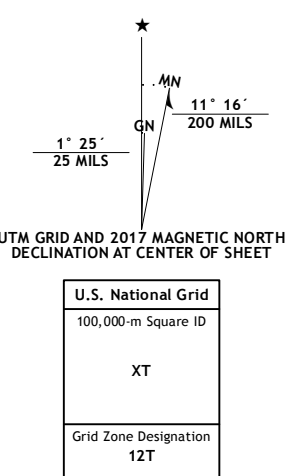 ★
MN
11° 16´
200 MILS
GN
1° 25´
25 MILS
UTM GRID AND 2017 MAGNETIC NORTH
DECLINATION AT CENTER OF SHEET
U.S. National Grid
100,000-m Square ID
XT
Grid Zone Designation
12T